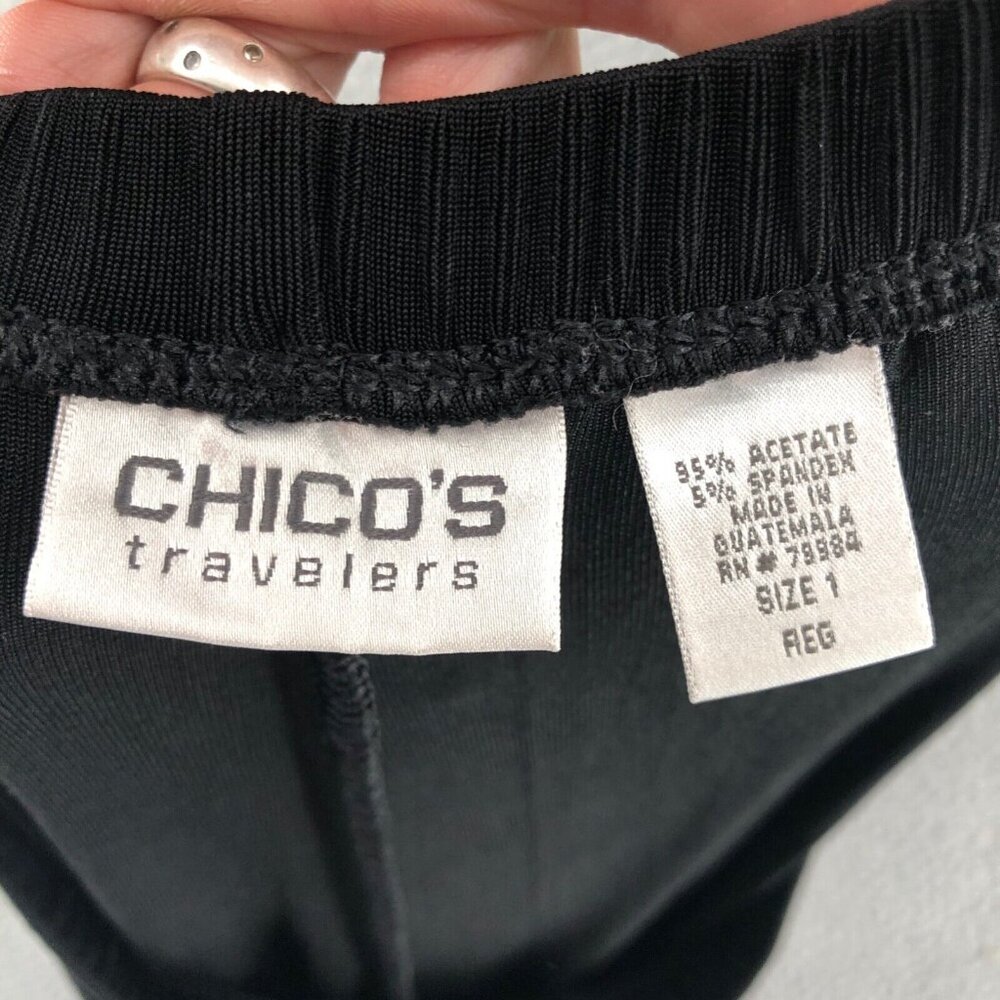 CHICO'S
travelers
95% ACETATE
5% SPANDEX
MADE IN
GUATEMALA
RN # 79984
SIZE 1
REG